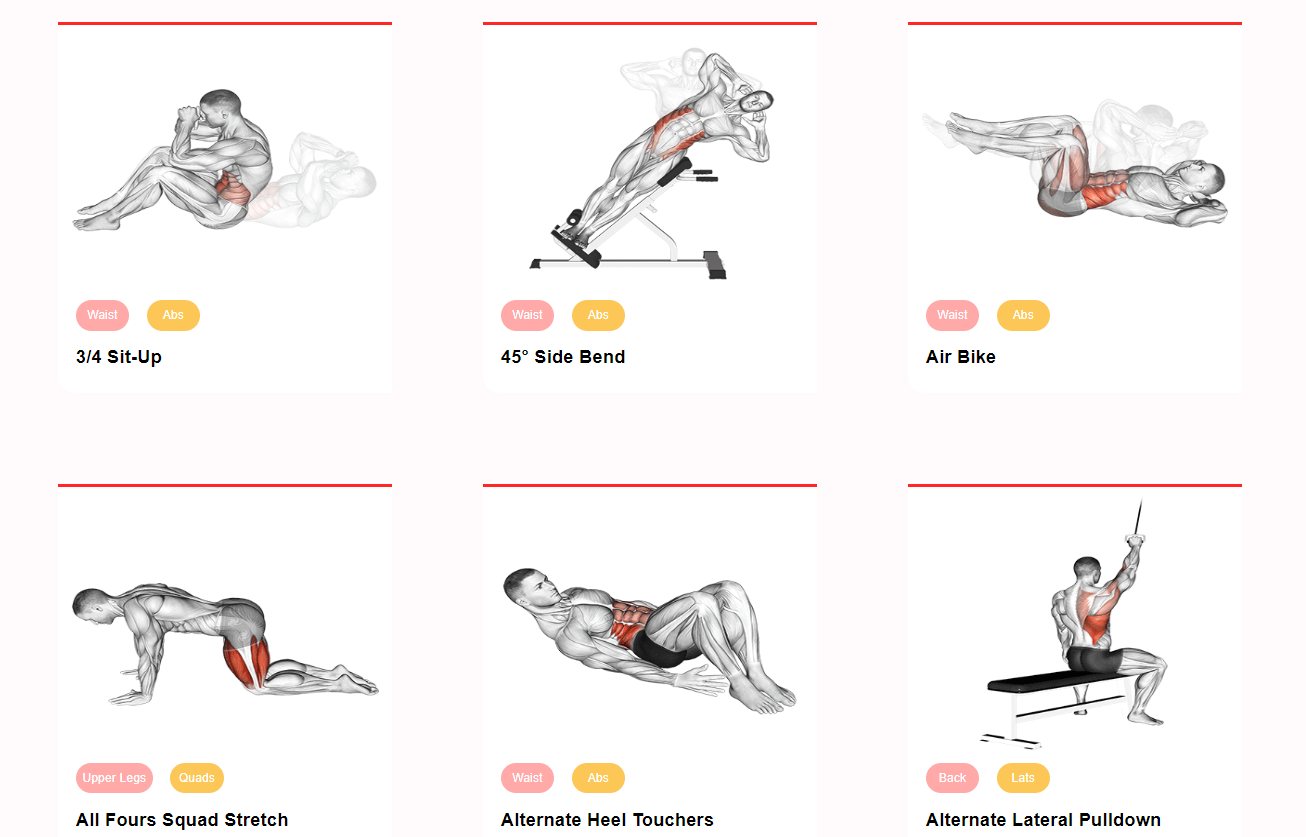 Waist Abs
3/4 Sit-Up
Waist Abs
45° Side Bend
Waist Abs
Air Bike
Upper Legs Quads
All Fours Squad Stretch
Waist Abs
Alternate Heel Touchers
Back Lats
Alternate Lateral Pulldown